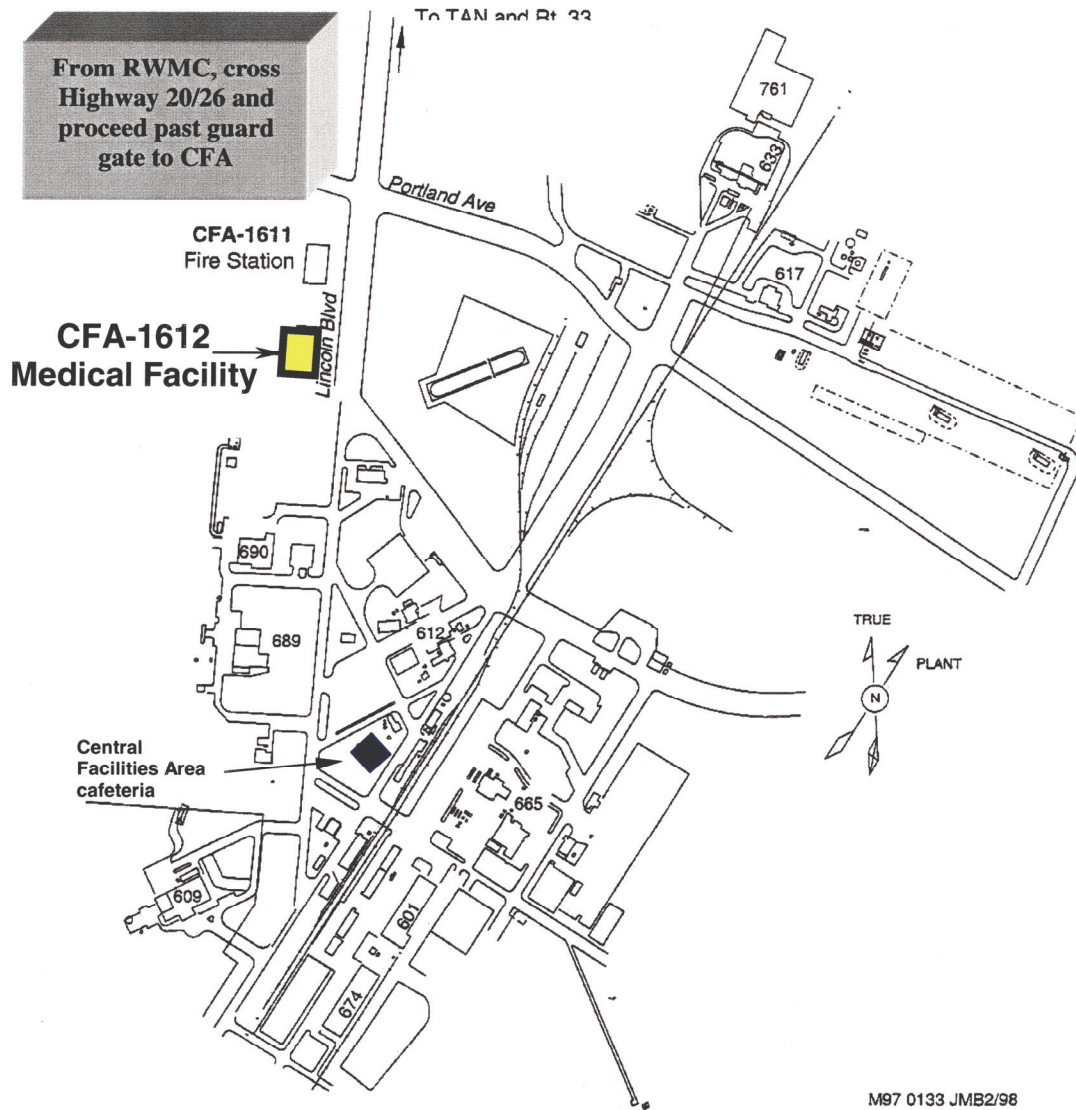 To TAN and Rt. 33
From RWMC, cross
Highway 20/26 and
proceed past guard
gate to CFA
761
633
Portland Ave
CFA-1611
Fire Station
617
CFA-1612
Medical Facility
Lincoln Blvd
690
612
689
TRUE
PLANT
N
Central
Facilities Area
cafeteria
665
609
601
674
M97 0133 JMB2/98